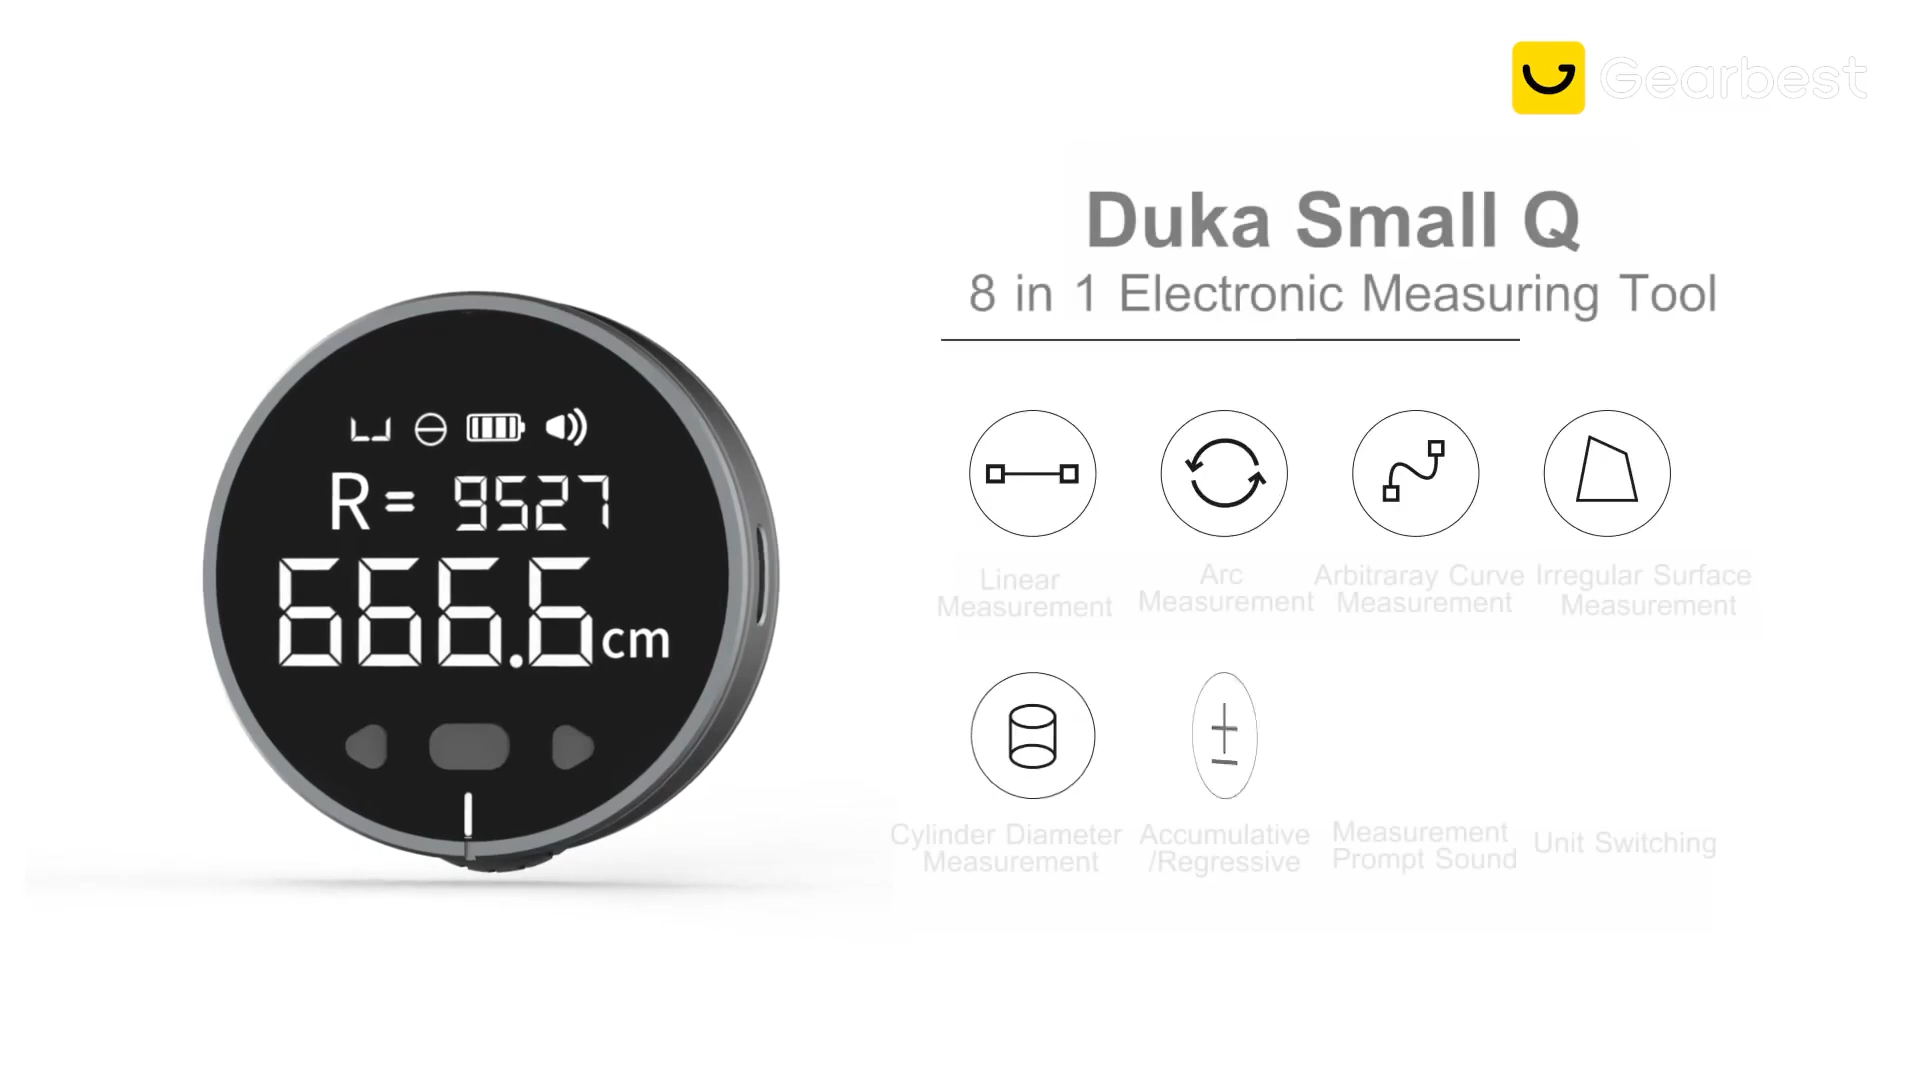 Gearbest
Duka Small Q
8 in 1 Electronic Measuring Tool
R= 9527
666.6cm
Linear
Measurement
Arc
Measurement
Arbitraray Curve
Measurement
Irregular Surface
Measurement
Cylinder Diameter
Measurement
Accumulative
/Regressive
Measurement
Prompt Sound
Unit Switching